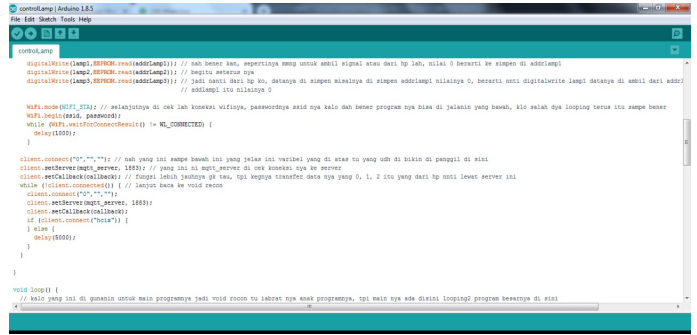 controlLamp | Arduino 1.8.5
File Edit Sketch Tools Help
controlLamp
digitalWrite(lamp1,EEPROM.read(addrLamp1)); // nah bener kan, sepertinya mmng untuk ambil signal atau dari hp lah, nilai 0 berarti ke simpen di addrlamp1
digitalWrite(lamp2,EEPROM.read(addrLamp2)); // begitu seterus nya
digitalWrite(lamp3,EEPROM.read(addrLamp3)); // jadi nanti dari hp ko, datanya di simpen misalnya di simpen addrlamp1 nilainya 0, berarti nnti digitalwrite lamp1 datanya di ambil dari addrl
// addlamp1 itu nilainya 0
WiFi.mode(WIFI_STA); // selanjutnya di cek lah koneksi wifinya, passwordnya ssid nya kalo dah bener program nya bisa di jalanin yang bawah, klo salah dya looping terus itu sampe bener
WiFi.begin(ssid, password);
while (WiFi.waitForConnectResult() != WL_CONNECTED) {
delay(1000);
}
client.connect("0","",""); // nah yang ini sampe bawah ini yang jelas ini varibel yang di atas tu yang udh di bikin di panggil di sini
client.setServer(mqtt_server, 1883); // yang ini ni mqtt_server di cek koneksi nya ke server
client.setCallback(callback); // fungsi lebih jauhnya gk tau, tpi kegnya transfer data nya yang 0, 1, 2 itu yang dari hp nnti lewat server ini
while (!client.connected()) { // lanjut baca ke void recon
client.connect("0","","");
client.setServer(mqtt_server, 1883);
client.setCallback(callback);
if (client.connect("hcix")) {
} else {
delay(5000);
}
}
}
void loop() {
// kalo yang ini di gunanin untuk main programnya jadi void rocon tu iabrat nya anak programnya, tpi main nya ada disini looping2 program besarnya di sini